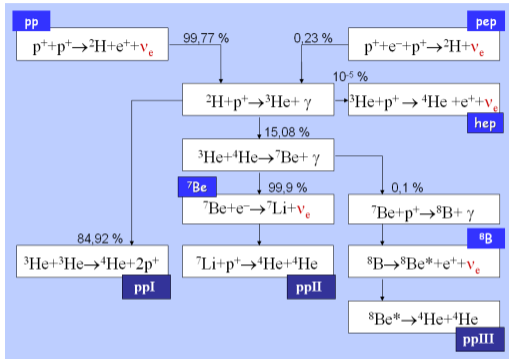 pp
pep
p⁺+p⁺→²H+e⁺+νₑ
99,77 %
0,23 %
p⁺+e⁻+p⁺→²H+νₑ
10⁻⁵ %
²H+p⁺→³He+ γ
³He+p⁺→ ⁴He +e⁺+νₑ
hep
15,08 %
³He+⁴He→⁷Be+ γ
⁷Be
99,9 %
0,1 %
⁷Be+e⁻→⁷Li+νₑ
⁷Be+p⁺→⁸B+ γ
84,92 %
⁸B
³He+³He→⁴He+2p⁺
⁷Li+p⁺→⁴He+⁴He
⁸B→⁸Be*+e⁺+νₑ
ppI
ppII
⁸Be*→⁴He+⁴He
ppIII